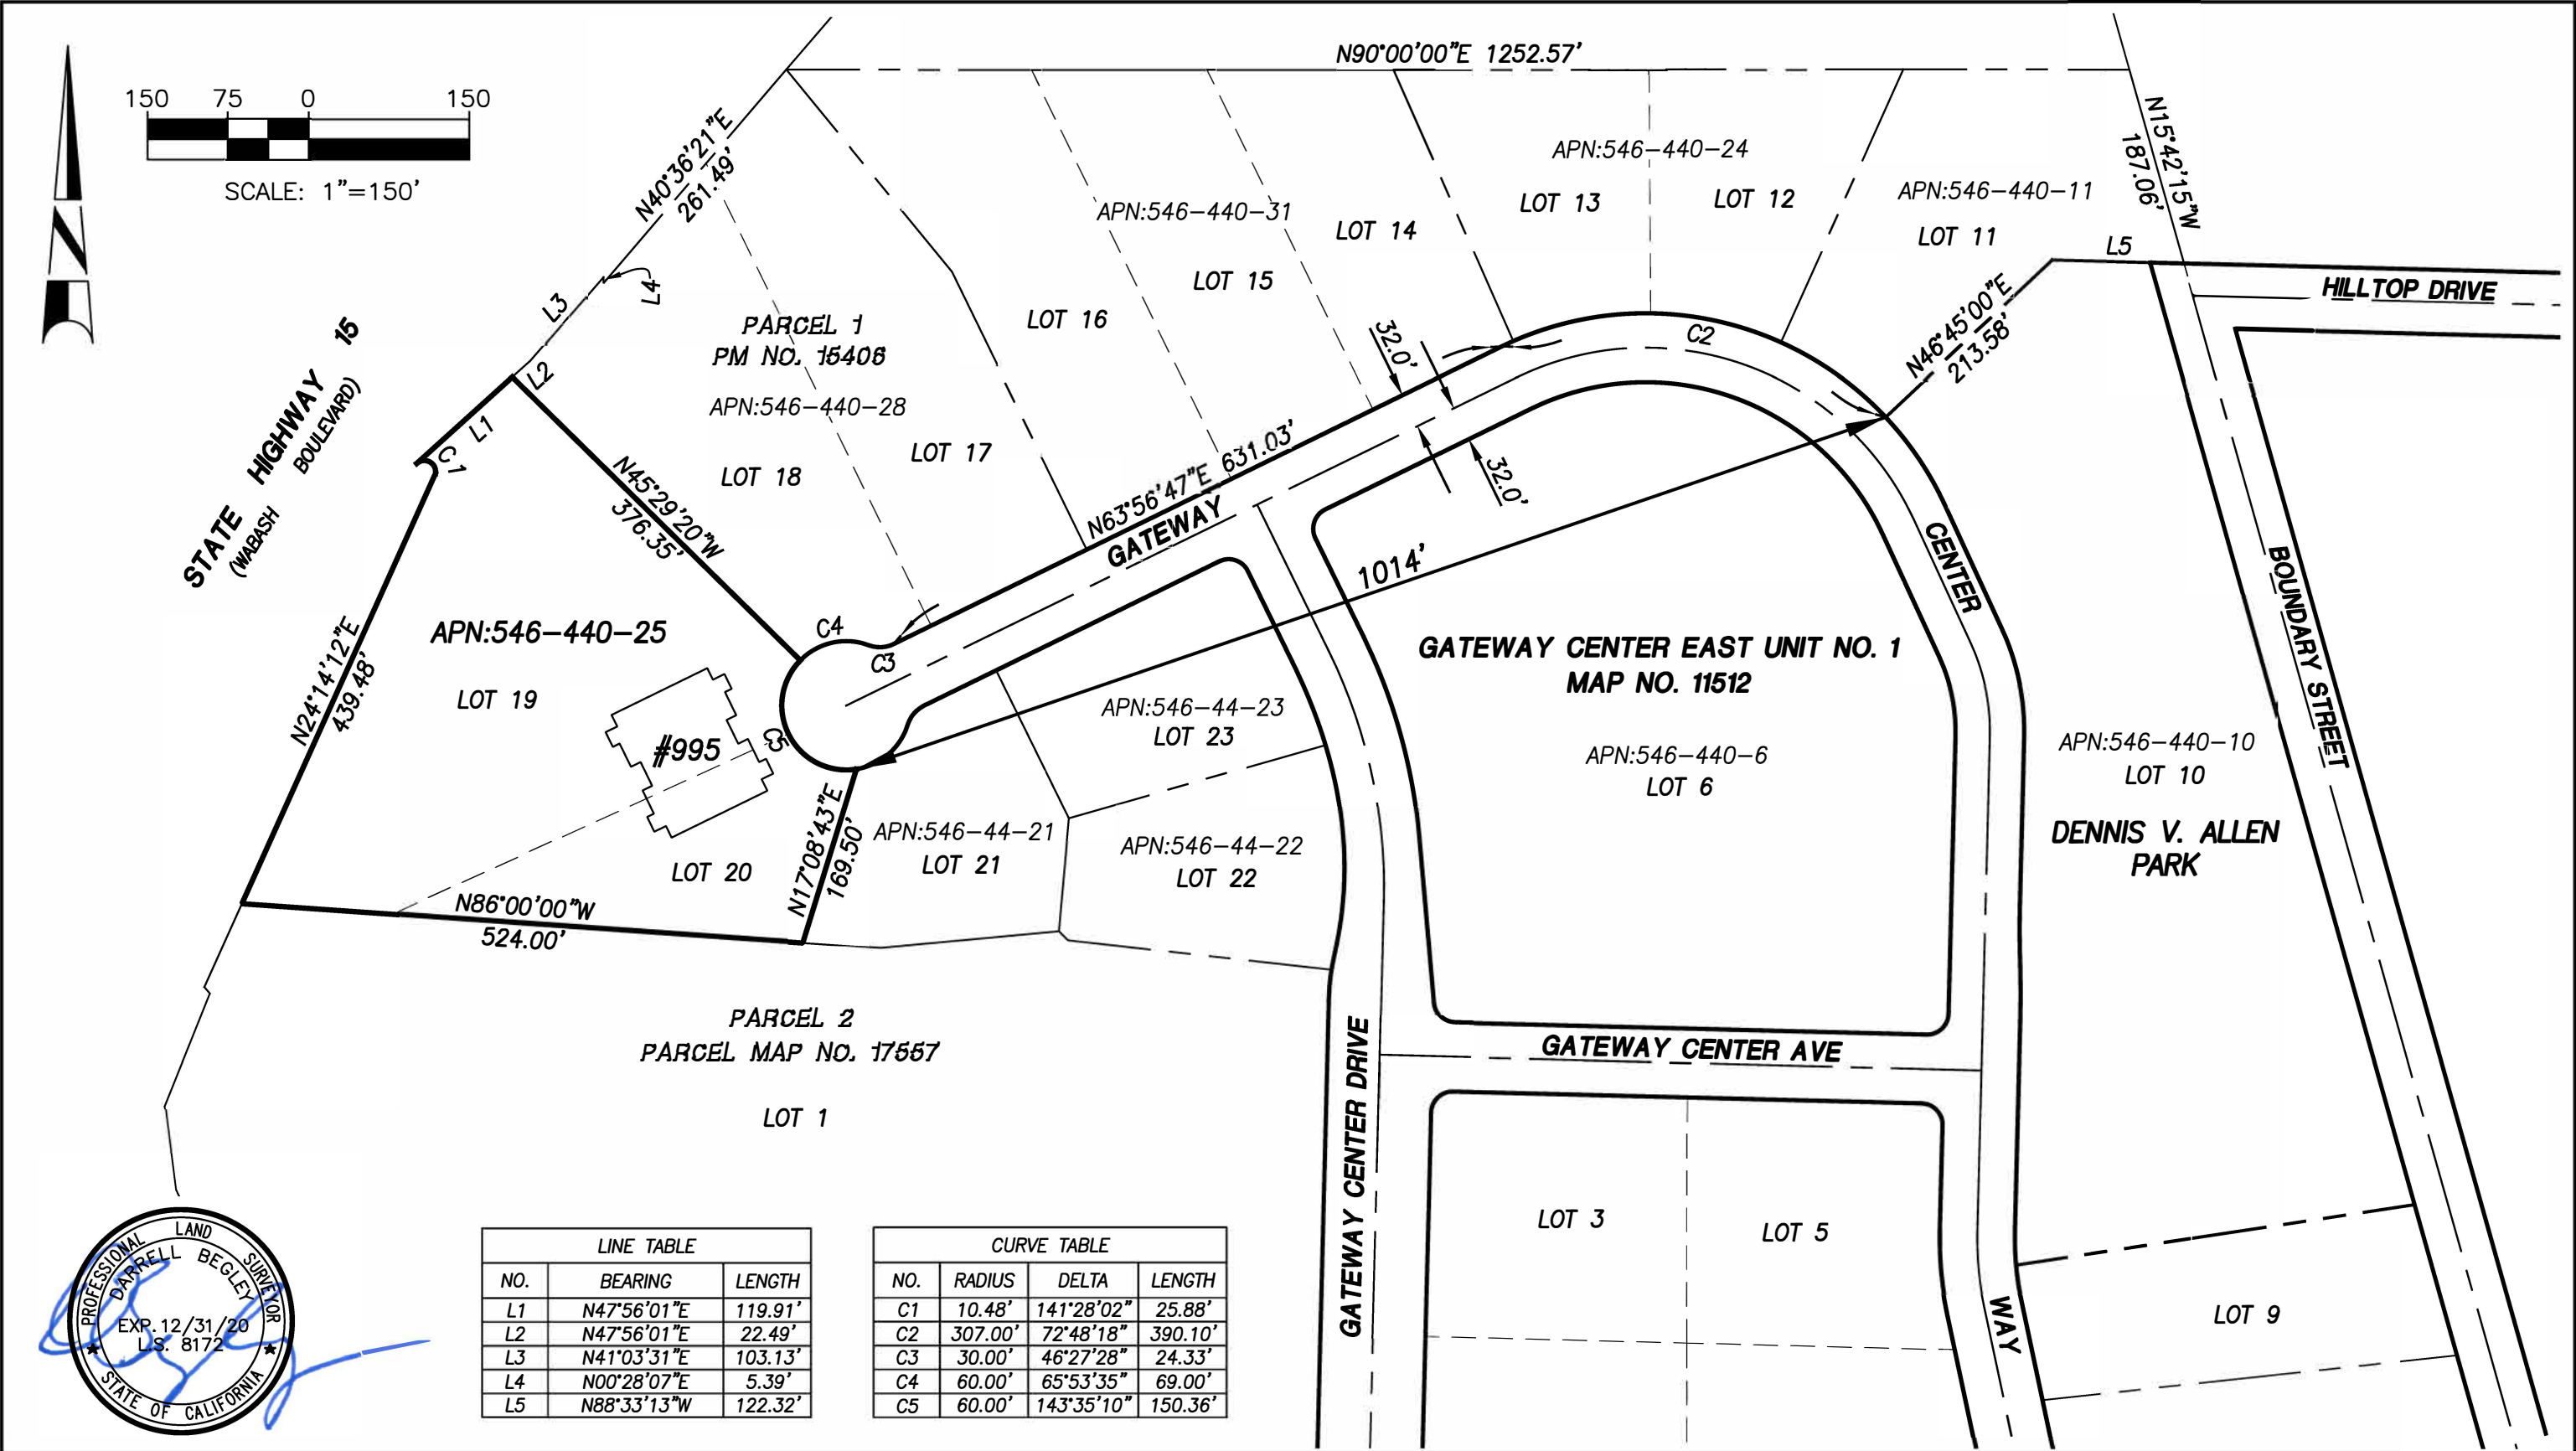 N90°00'00"E 1252.57'
150 75 0 150
SCALE: 1"=150'
N
N40°36'21"E
261.49'
N15°42'15"W
187.06'
APN:546-440-24
LOT 13
LOT 12
APN:546-440-11
LOT 11
APN:546-440-31
LOT 14
LOT 15
LOT 16
L5
HILLTOP DRIVE
L4
L3
L2
L1
C1
PARCEL 1
PM NO. 15406
APN:546-440-28
LOT 17
LOT 18
STATE HIGHWAY 15
(WABASH BOULEVARD)
32.0'
C2
N46°45'00"E
213.58'
N45°29'20"W
376.35'
N63°56'47"E 631.03'
GATEWAY
32.0'
1014'
CENTER
BOUNDARY STREET
C4
C3
C5
N24°14'12"E
439.48'
APN:546-440-25
LOT 19
#995
LOT 20
GATEWAY CENTER EAST UNIT NO. 1
MAP NO. 11512
APN:546-440-6
LOT 6
APN:546-44-23
LOT 23
APN:546-440-10
LOT 10
DENNIS V. ALLEN
PARK
N17°08'43"E
169.50'
APN:546-44-21
LOT 21
APN:546-44-22
LOT 22
N86°00'00"W
524.00'
PARCEL 2
PARCEL MAP NO. 17557
LOT 1
GATEWAY CENTER AVE
GATEWAY CENTER DRIVE
LOT 3
LOT 5
WAY
LOT 9
PROFESSIONAL LAND SURVEYOR
DARRELL BEGLEY
EXP. 12/31/20
L.S. 8172
STATE OF CALIFORNIA
LINE TABLE
NO. BEARING LENGTH
L1 N47°56'01"E 119.91'
L2 N47°56'01"E 22.49'
L3 N41°03'31"E 103.13'
L4 N00°28'07"E 5.39'
L5 N88°33'13"W 122.32'
CURVE TABLE
NO. RADIUS DELTA LENGTH
C1 10.48' 141°28'02" 25.88'
C2 307.00' 72°48'18" 390.10'
C3 30.00' 46°27'28" 24.33'
C4 60.00' 65°53'35" 69.00'
C5 60.00' 143°35'10" 150.36'